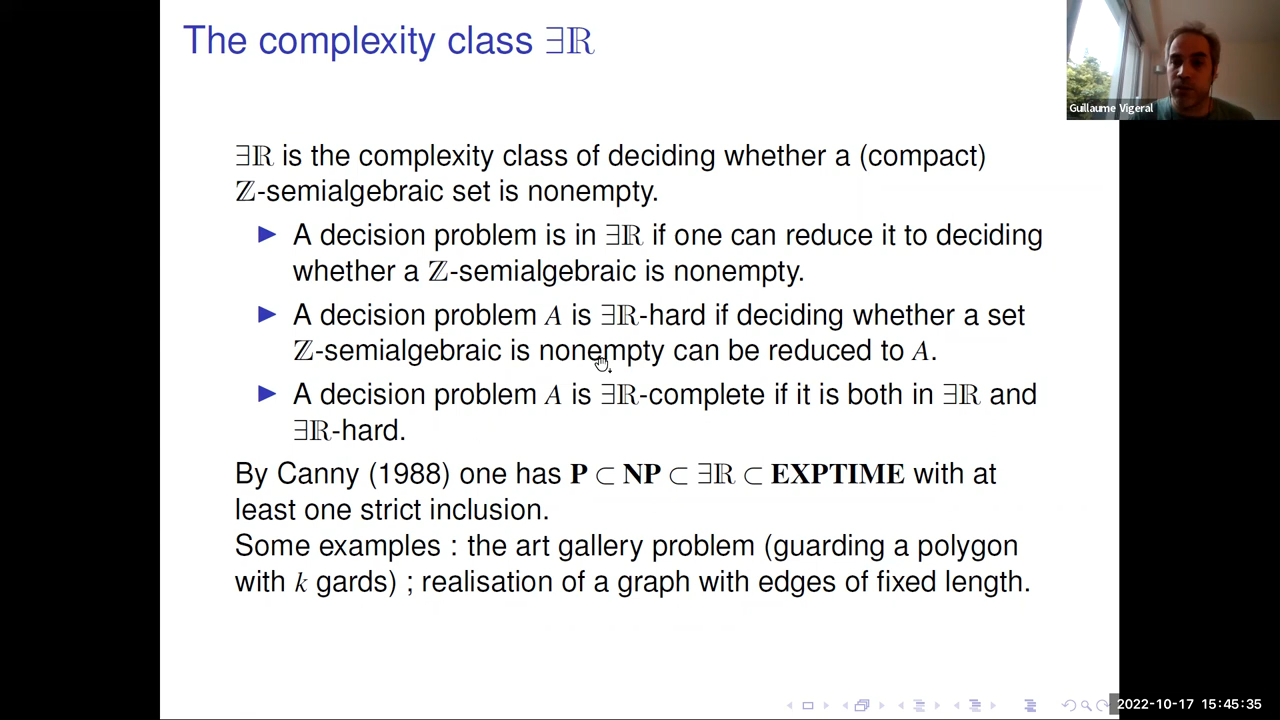 The complexity class ∃ℝ
Guillaume Vigeral
∃ℝ is the complexity class of deciding whether a (compact)
ℤ-semialgebraic set is nonempty.
▶ A decision problem is in ∃ℝ if one can reduce it to deciding
whether a ℤ-semialgebraic is nonempty.
▶ A decision problem A is ∃ℝ-hard if deciding whether a set
ℤ-semialgebraic is nonempty can be reduced to A.
▶ A decision problem A is ∃ℝ-complete if it is both in ∃ℝ and
∃ℝ-hard.
By Canny (1988) one has P ⊂ NP ⊂ ∃ℝ ⊂ EXPTIME with at
least one strict inclusion.
Some examples : the art gallery problem (guarding a polygon
with k gards) ; realisation of a graph with edges of fixed length.
2022-10-17 15:45:35